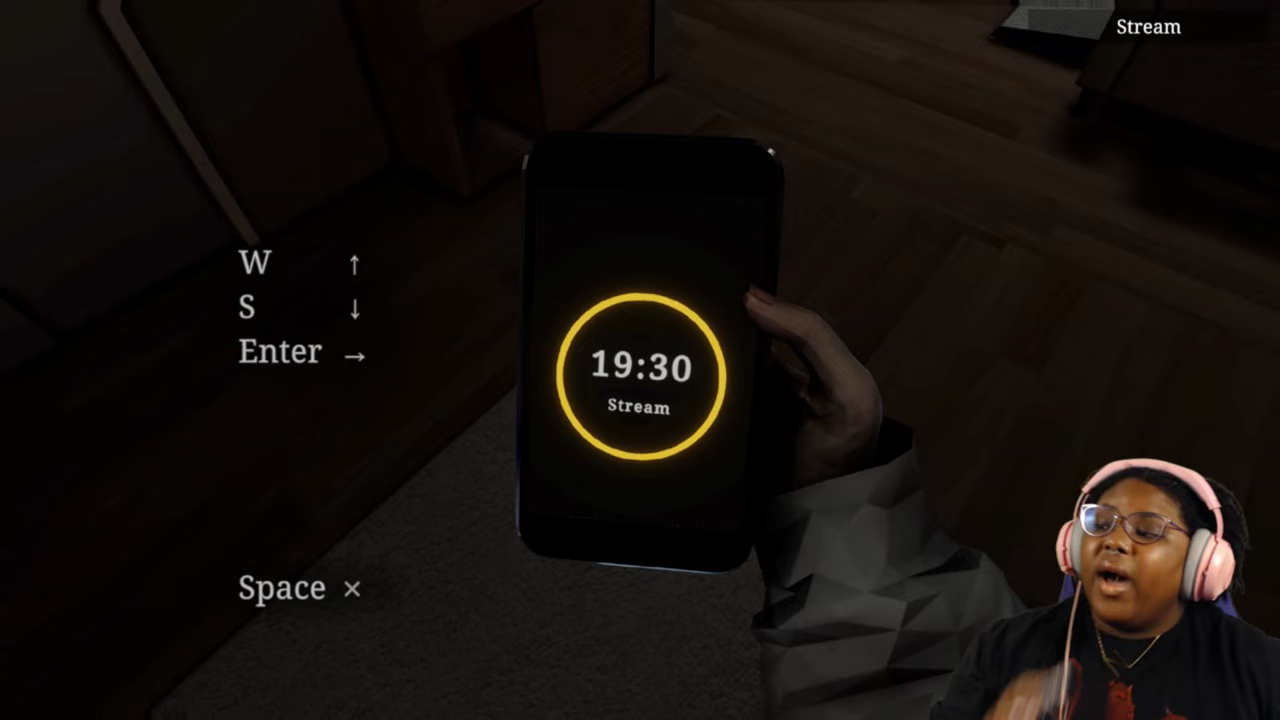 Stream
W ↑
S ↓
Enter →
19:30
Stream
Space ×